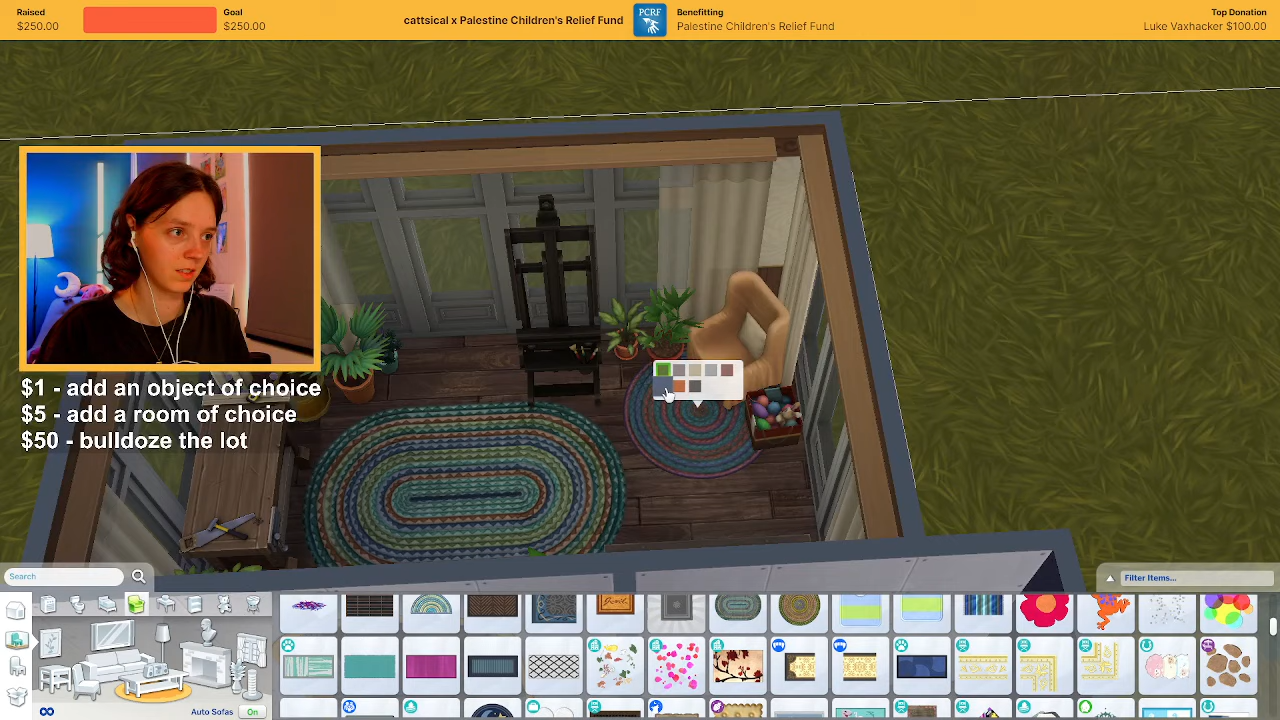 Raised
$250.00
Goal
$250.00
cattsical x Palestine Children's Relief Fund
PCRF
Benefitting
Palestine Children's Relief Fund
Top Donation
Luke Vaxhacker $100.00
$1 - add an object of choice
$5 - add a room of choice
$50 - bulldoze the lot
Search
Filter Items...
Auto Sofas
On